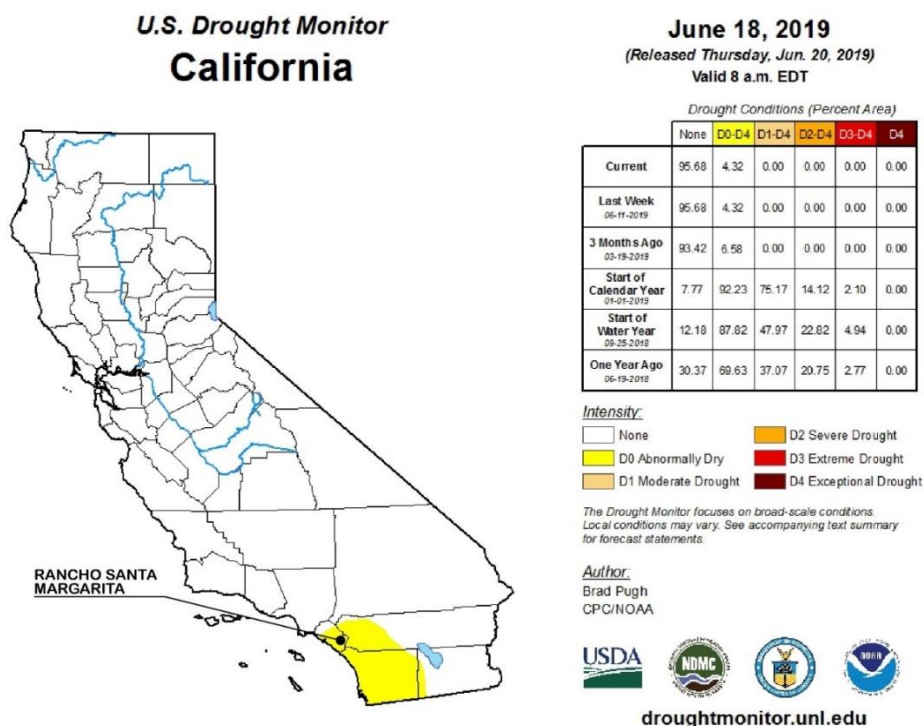 U.S. Drought Monitor
California
June 18, 2019
(Released Thursday, Jun. 20, 2019)
Valid 8 a.m. EDT
Drought Conditions (Percent Area)
None D0-D4 D1-D4 D2-D4 D3-D4 D4
Current 95.68 4.32 0.00 0.00 0.00 0.00
Last Week
06-11-2019 95.68 4.32 0.00 0.00 0.00 0.00
3 Months Ago
03-19-2019 93.42 6.58 0.00 0.00 0.00 0.00
Start of
Calendar Year
01-01-2019 7.77 92.23 75.17 14.12 2.10 0.00
Start of
Water Year
09-25-2018 12.18 87.82 47.97 22.82 4.94 0.00
One Year Ago
06-19-2018 30.37 69.63 37.07 20.75 2.77 0.00
Intensity:
None
D0 Abnormally Dry
D1 Moderate Drought
D2 Severe Drought
D3 Extreme Drought
D4 Exceptional Drought
The Drought Monitor focuses on broad-scale conditions.
Local conditions may vary. See accompanying text summary
for forecast statements.
Author:
Brad Pugh
CPC/NOAA
RANCHO SANTA
MARGARITA
USDA
NDMC
NOAA
droughtmonitor.unl.edu